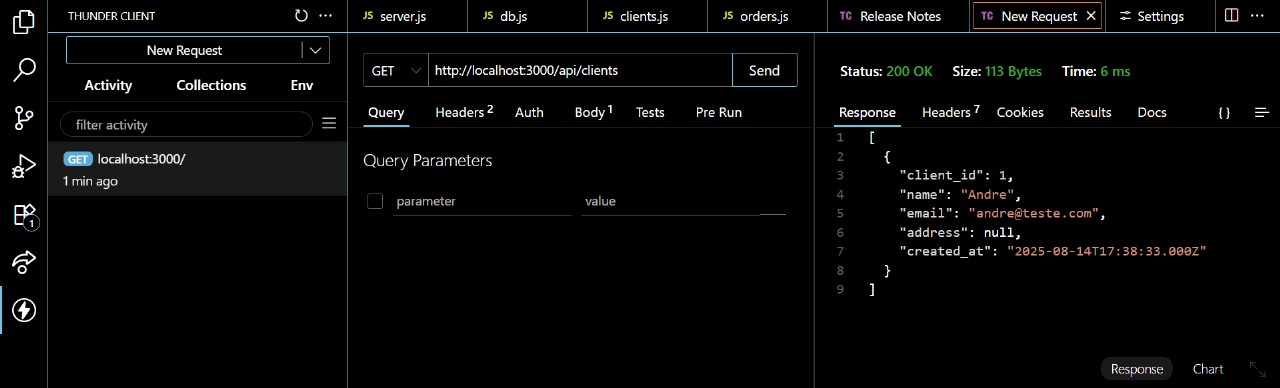 THUNDER CLIENT
New Request
Activity Collections Env
filter activity
GET localhost:3000/
1 min ago
1
JS server.js JS db.js JS clients.js JS orders.js TC Release Notes TC New Request Settings
GET http://localhost:3000/api/clients Send
Query Headers 2 Auth Body 1 Tests Pre Run
Query Parameters
parameter value
Status: 200 OK Size: 113 Bytes Time: 6 ms
Response Headers 7 Cookies Results Docs { }
1 [
2 {
3 "client_id": 1,
4 "name": "Andre",
5 "email": "andre@teste.com",
6 "address": null,
7 "created_at": "2025-08-14T17:38:33.000Z"
8 }
9 ]
Response Chart